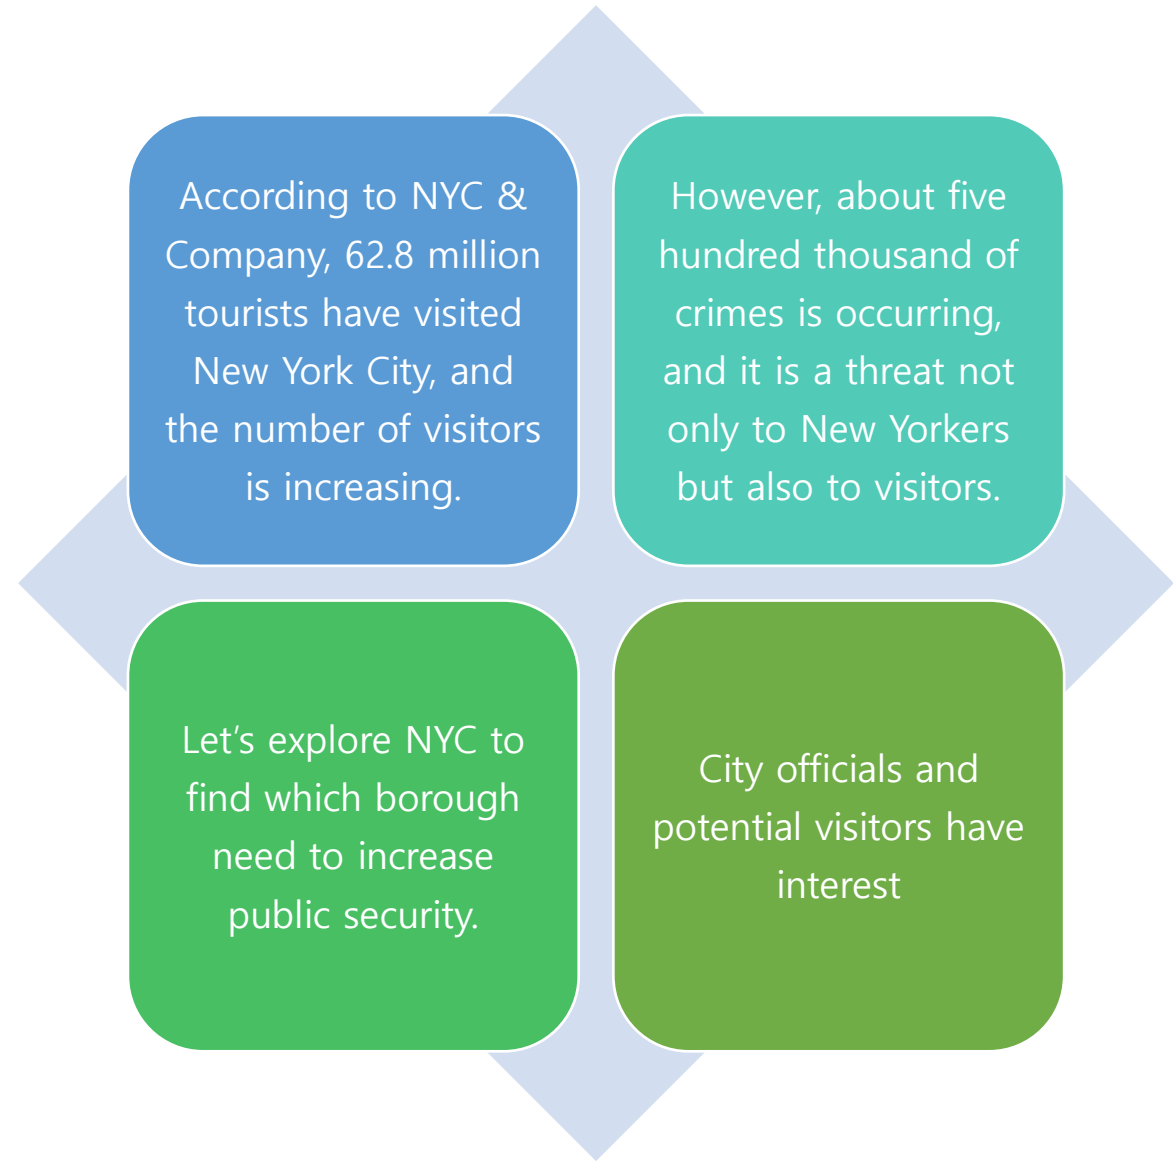 According to NYC &
Company, 62.8 million
tourists have visited
New York City, and
the number of visitors
is increasing.
However, about five
hundred thousand of
crimes is occurring,
and it is a threat not
only to New Yorkers
but also to visitors.
Let’s explore NYC to
find which borough
need to increase
public security.
City officials and
potential visitors have
interest